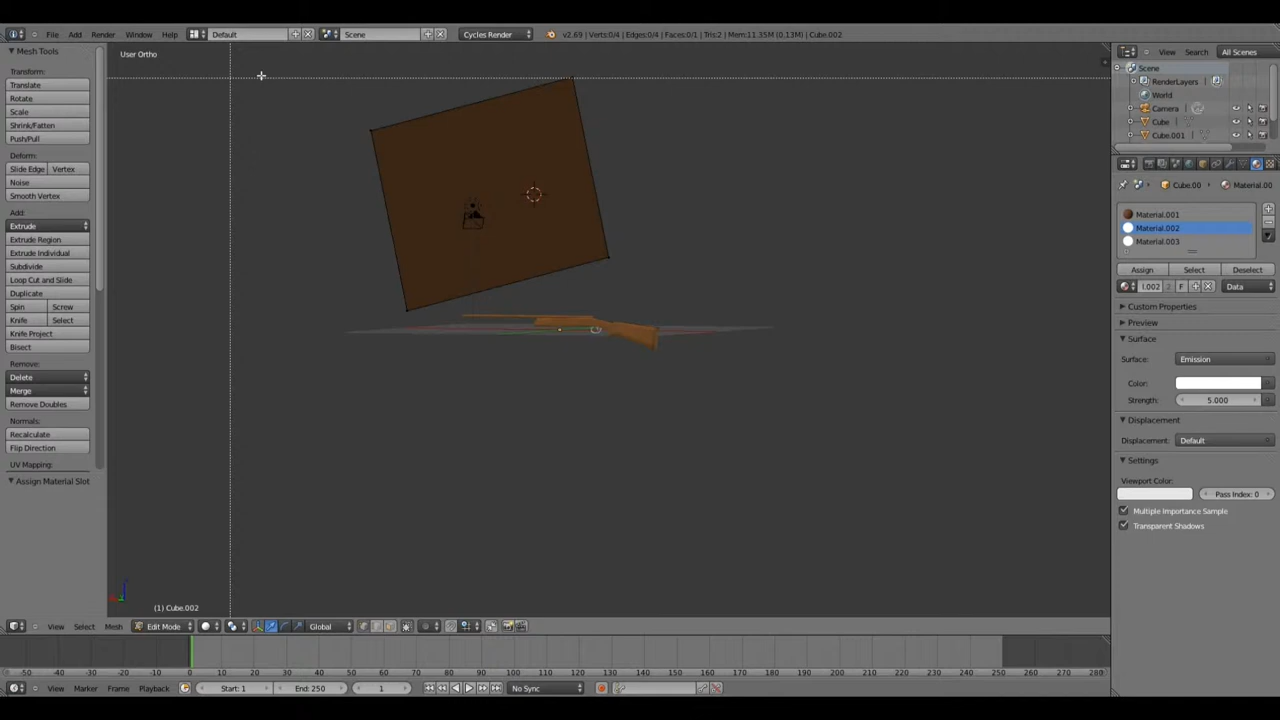 File Add Render Window Help Default Scene Cycles Render v2.69 | Verts:0/4 | Edges:0/4 | Faces:0/1 | Tris:2 | Mem:11.35M (0.13M) | Cube.002
Mesh Tools
Transform:
Translate
Rotate
Scale
Shrink/Fatten
Push/Pull
Deform:
Slide Edge Vertex
Noise
Smooth Vertex
Add:
Extrude
Extrude Region
Extrude Individual
Subdivide
Loop Cut and Slide
Duplicate
Spin Screw
Knife Select
Knife Project
Bisect
Remove:
Delete
Merge
Remove Doubles
Normals:
Recalculate
Flip Direction
UV Mapping:
Assign Material Slot
User Ortho
(1) Cube.002
View Search All Scenes
Scene
RenderLayers
World
Camera
Cube
Cube.001
Cube.00 Material.00
Material.001
Material.002
Material.003
Assign Select Deselect
.002 2 F Data
Custom Properties
Preview
Surface
Surface: Emission
Color:
Strength: 5.000
Displacement
Displacement: Default
Settings
Viewport Color:
Pass Index: 0
Multiple Importance Sample
Transparent Shadows
View Select Mesh Edit Mode Global
-50 -40 -30 -20 -10 0 10 20 30 40 50 60 70 80 90 100 110 120 130 140 150 160 170 180 190 200 210 220 230 240 250 260 270 280
View Marker Frame Playback Start: 1 End: 250 1 No Sync